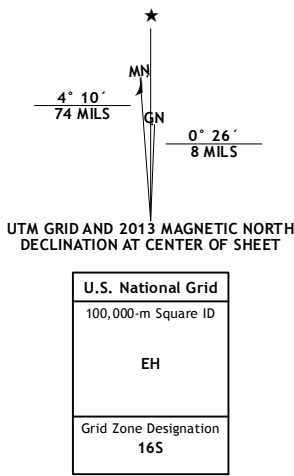 ★
MN
4° 10´
74 MILS
GN
0° 26´
8 MILS
UTM GRID AND 2013 MAGNETIC NORTH
DECLINATION AT CENTER OF SHEET
U.S. National Grid
100,000-m Square ID
EH
Grid Zone Designation
16S